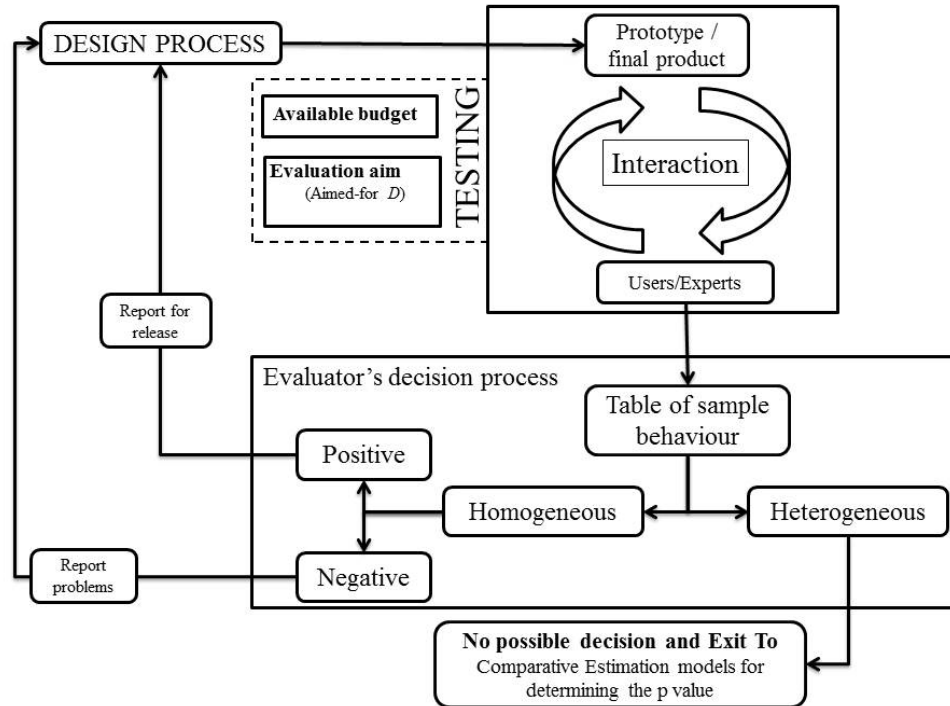 DESIGN PROCESS
Prototype /
final product
Available budget
Evaluation aim
(Aimed-for D)
TESTING
Interaction
Users/Experts
Report for
release
Evaluator’s decision process
Table of sample
behaviour
Positive
Homogeneous
Heterogeneous
Negative
Report
problems
No possible decision and Exit To
Comparative Estimation models for
determining the p value